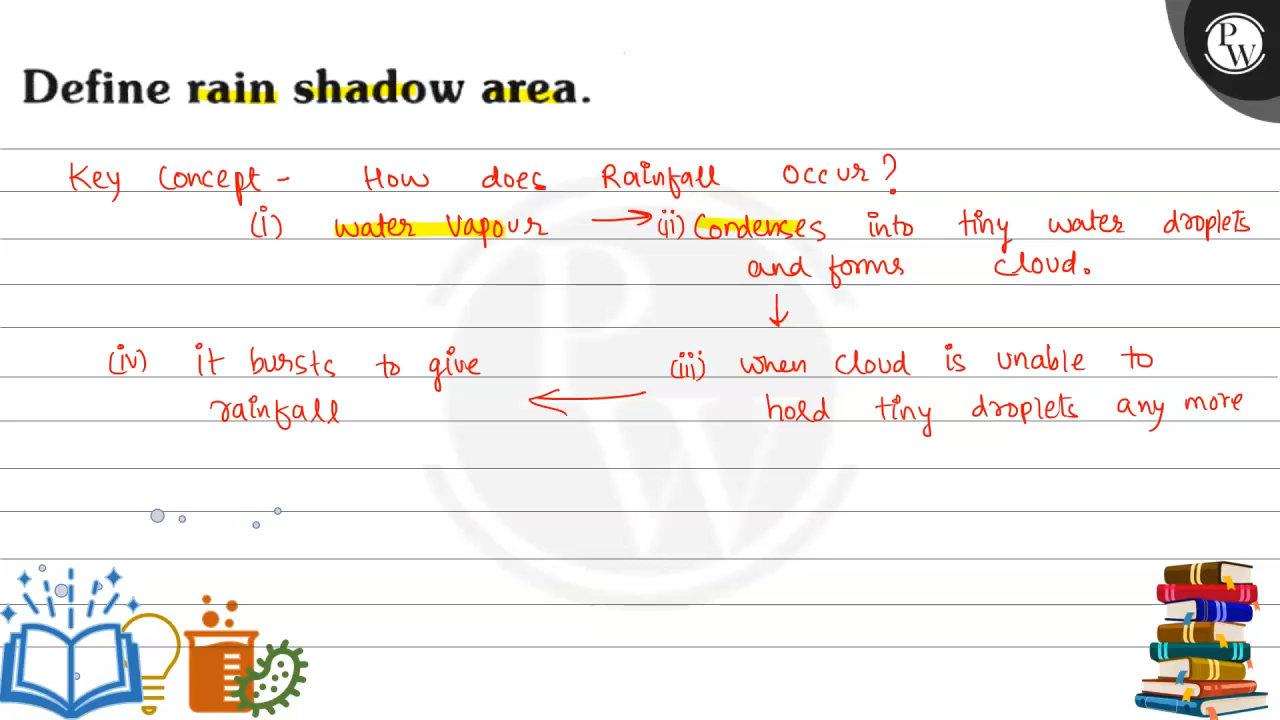 PW
Define rain shadow area.
Key Concept - How does Rainfall Occur?
(i) water vapour → (ii) Condenses into tiny water droplets
and forms cloud.
↓
(iv) it bursts to give
rainfall
(iii) when cloud is unable to
← hold tiny droplets any more
PW